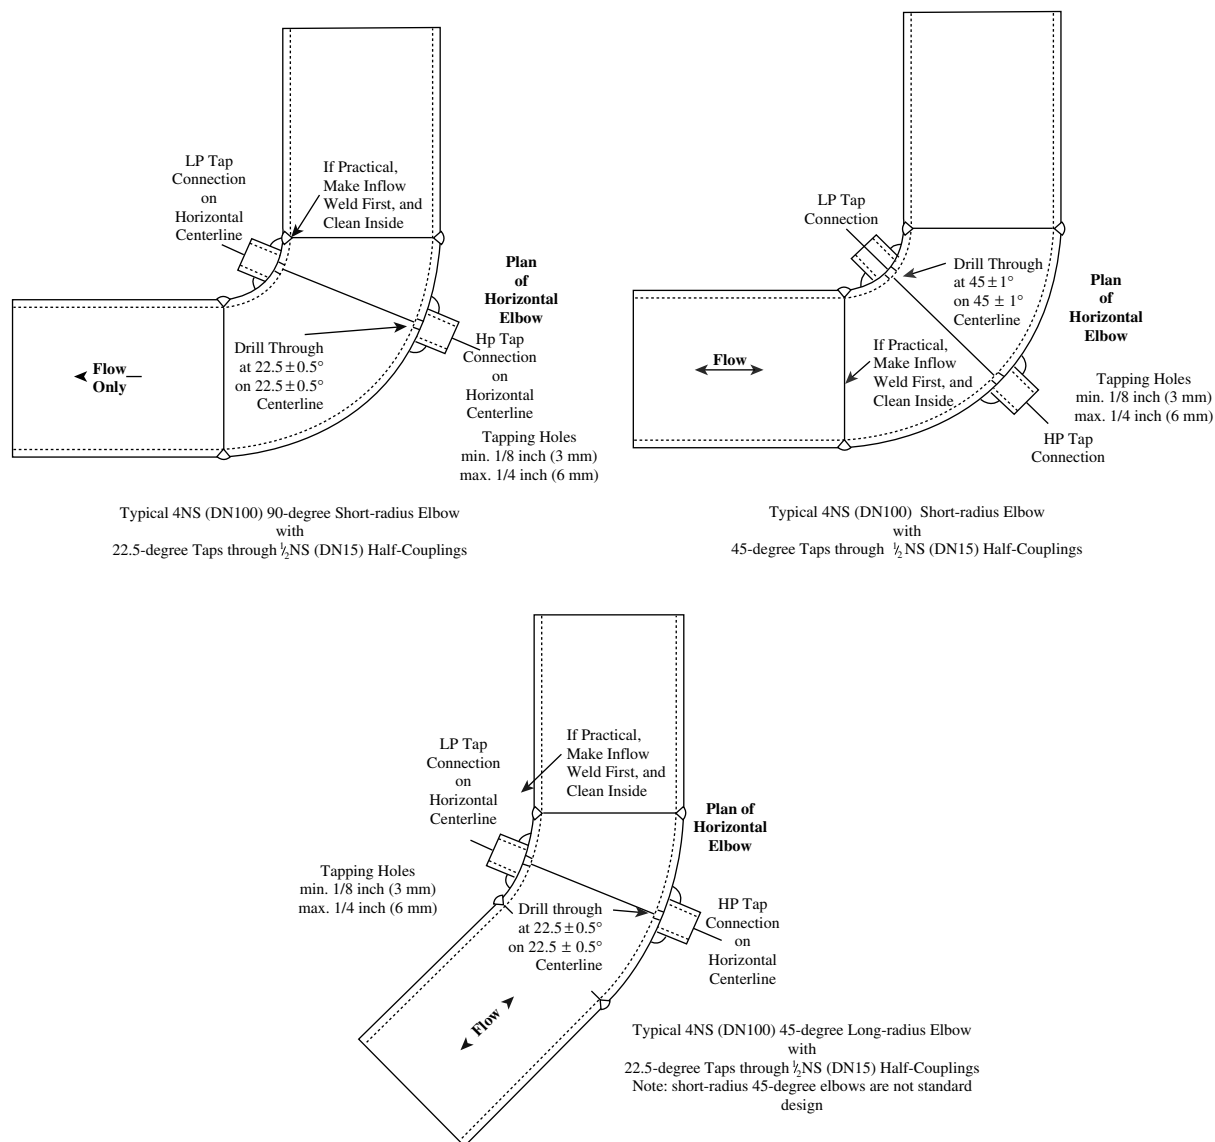 LP Tap
Connection
on
Horizontal
Centerline
If Practical,
Make Inflow
Weld First, and
Clean Inside
Plan
of
Horizontal
Elbow
Hp Tap
Connection
on
Horizontal
Centerline
Drill Through
at 22.5±0.5°
on 22.5±0.5°
Centerline
Flow
Only
Tapping Holes
min. 1/8 inch (3 mm)
max. 1/4 inch (6 mm)
Typical 4NS (DN100) 90-degree Short-radius Elbow
with
22.5-degree Taps through ½NS (DN15) Half-Couplings
LP Tap
Connection
Drill Through
at 45±1°
on 45 ± 1°
Centerline
Plan
of
Horizontal
Elbow
If Practical,
Make Inflow
Weld First, and
Clean Inside
Flow
Tapping Holes
min. 1/8 inch (3 mm)
max. 1/4 inch (6 mm)
HP Tap
Connection
Typical 4NS (DN100) Short-radius Elbow
with
45-degree Taps through ½ NS (DN15) Half-Couplings
LP Tap
Connection
on
Horizontal
Centerline
If Practical,
Make Inflow
Weld First, and
Clean Inside
Plan of
Horizontal
Elbow
Tapping Holes
min. 1/8 inch (3 mm)
max. 1/4 inch (6 mm)
Drill through
at 22.5±0.5°
on 22.5 ± 0.5°
Centerline
HP Tap
Connection
on
Horizontal
Centerline
Flow
Typical 4NS (DN100) 45-degree Long-radius Elbow
with
22.5-degree Taps through ½NS (DN15) Half-Couplings
Note: short-radius 45-degree elbows are not standard
design